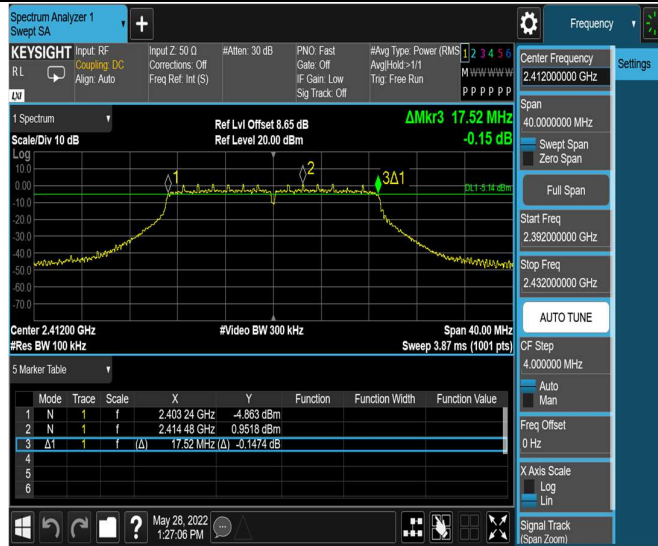 Spectrum Analyzer 1
Swept SA
Frequency
KEYSIGHT
RL
LXI
Input: RF
Coupling: DC
Align: Auto
Input Z: 50 Ω
Corrections: Off
Freq Ref: Int (S)
#Atten: 30 dB
PNO: Fast
Gate: Off
IF Gain: Low
Sig Track: Off
#Avg Type: Power (RMS
Avg|Hold:>1/1
Trig: Free Run
1 2 3 4 5 6
M W W W W W
P P P P P P
Center Frequency
2.412000000 GHz
Settings
Span
40.0000000 MHz
Swept Span
Zero Span
Full Span
Start Freq
2.392000000 GHz
Stop Freq
2.432000000 GHz
AUTO TUNE
CF Step
4.000000 MHz
Auto
Man
Freq Offset
0 Hz
X Axis Scale
Log
Lin
Signal Track
(Span Zoom)
1 Spectrum
Scale/Div 10 dB
Ref Lvl Offset 8.65 dB
Ref Level 20.00 dBm
ΔMkr3 17.52 MHz
-0.15 dB
Log
10.0
0.00
-10.0
-20.0
-30.0
-40.0
-50.0
-60.0
-70.0
1
2
3Δ1
DL1 -5.14 dBm
Center 2.41200 GHz
#Video BW 300 kHz
Span 40.00 MHz
#Res BW 100 kHz
Sweep 3.87 ms (1001 pts)
5 Marker Table
Mode Trace Scale X Y Function Function Width Function Value
1 N 1 f 2.403 24 GHz -4.863 dBm
2 N 1 f 2.414 48 GHz 0.9518 dBm
3 Δ1 1 f (Δ) 17.52 MHz (Δ) -0.1474 dB
4
5
6
May 28, 2022
1:27:06 PM